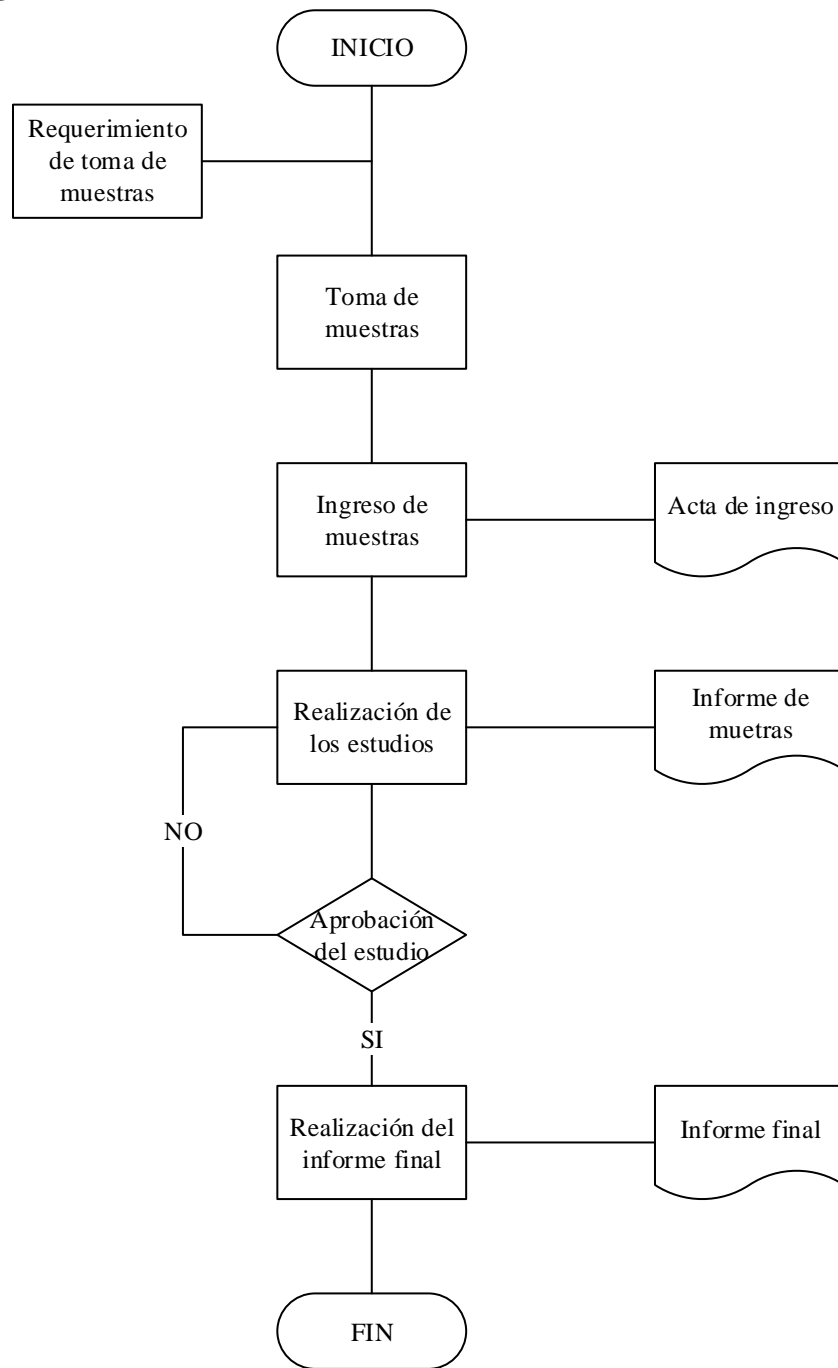 INICIO
Requerimiento
de toma de
muestras
Toma de
muestras
Ingreso de
muestras
Acta de ingreso
Realización de
los estudios
Informe de
muetras
NO
Aprobación
del estudio
SI
Realización del
informe final
Informe final
FIN